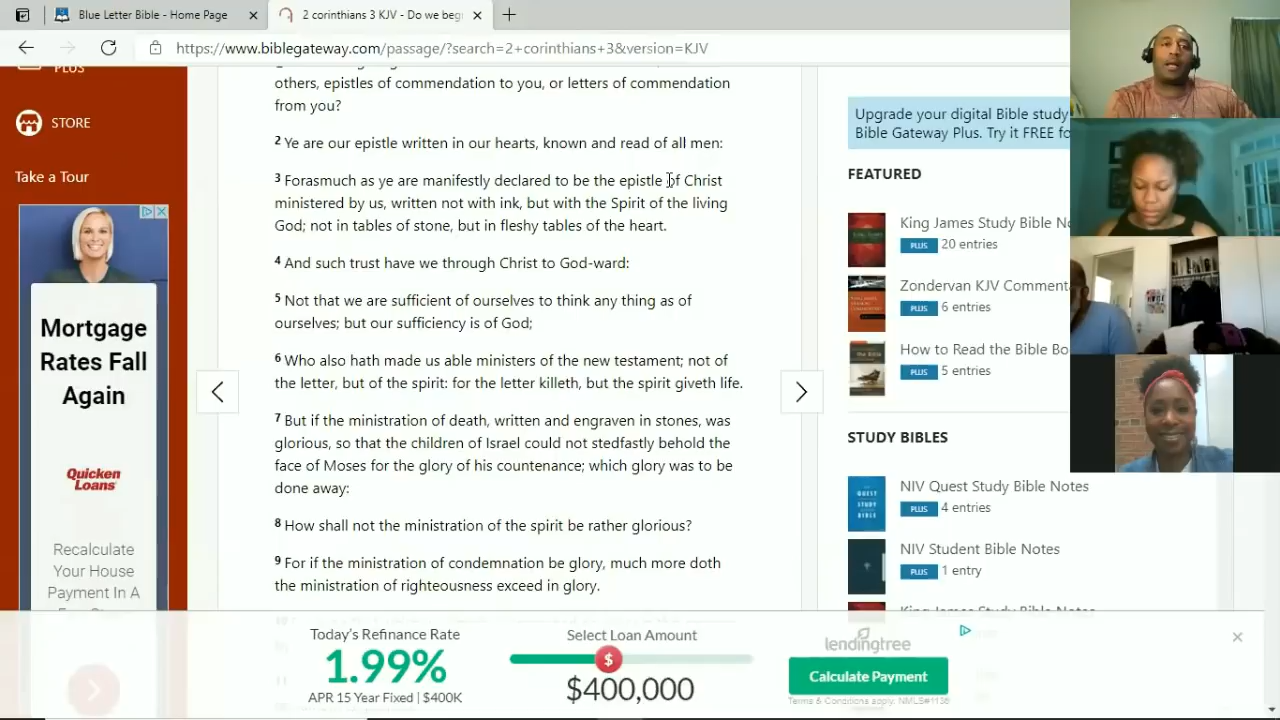 Blue Letter Bible - Home Page
2 corinthians 3 KJV - Do we beg
https://www.biblegateway.com/passage/?search=2+corinthians+3&version=KJV
PLUS
STORE
Take a Tour
Mortgage
Rates Fall
Again
Quicken
Loans
Recalculate
Your House
Payment In A
others, epistles of commendation to you, or letters of commendation
from you?
2 Ye are our epistle written in our hearts, known and read of all men:
3 Forasmuch as ye are manifestly declared to be the epistle of Christ
ministered by us, written not with ink, but with the Spirit of the living
God; not in tables of stone, but in fleshy tables of the heart.
4 And such trust have we through Christ to God-ward:
5 Not that we are sufficient of ourselves to think any thing as of
ourselves; but our sufficiency is of God;
6 Who also hath made us able ministers of the new testament; not of
the letter, but of the spirit: for the letter killeth, but the spirit giveth life.
7 But if the ministration of death, written and engraven in stones, was
glorious, so that the children of Israel could not stedfastly behold the
face of Moses for the glory of his countenance; which glory was to be
done away:
8 How shall not the ministration of the spirit be rather glorious?
9 For if the ministration of condemnation be glory, much more doth
the ministration of righteousness exceed in glory.
Upgrade your digital Bible study
Bible Gateway Plus. Try it FREE fo
FEATURED
King James Study Bible No
PLUS 20 entries
Zondervan KJV Commenta
PLUS 6 entries
How to Read the Bible Bo
PLUS 5 entries
STUDY BIBLES
NIV Quest Study Bible Notes
PLUS 4 entries
NIV Student Bible Notes
PLUS 1 entry
King James Study Bible Notes
Today's Refinance Rate
1.99%
APR 15 Year Fixed | $400K
Select Loan Amount
$
$400,000
lendingtree
Calculate Payment
Terms & Conditions apply. NMLS#1136